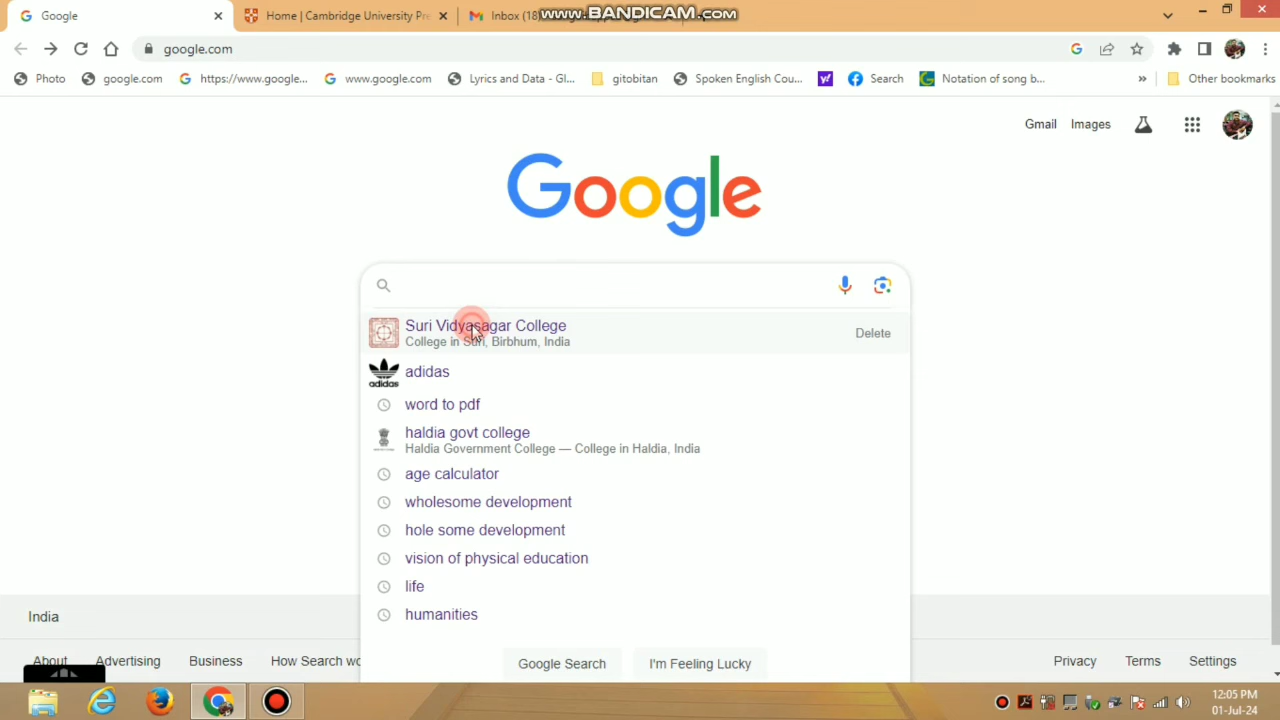 Google
Home | Cambridge University Pre
Inbox (18
www.BANDICAM.com
google.com
Photo
google.com
https://www.google...
www.google.com
Lyrics and Data - Gl...
gitobitan
Spoken English Cou...
Search
Notation of song b...
»
Other bookmarks
Gmail
Images
Google
Suri Vidyasagar College
College in Suri, Birbhum, India
Delete
adidas
adidas
word to pdf
haldia govt college
Haldia Government College — College in Haldia, India
age calculator
wholesome development
hole some development
vision of physical education
life
humanities
Google Search
I'm Feeling Lucky
India
About
Advertising
Business
How Search wo
Privacy
Terms
Settings
12:05 PM
01-Jul-24